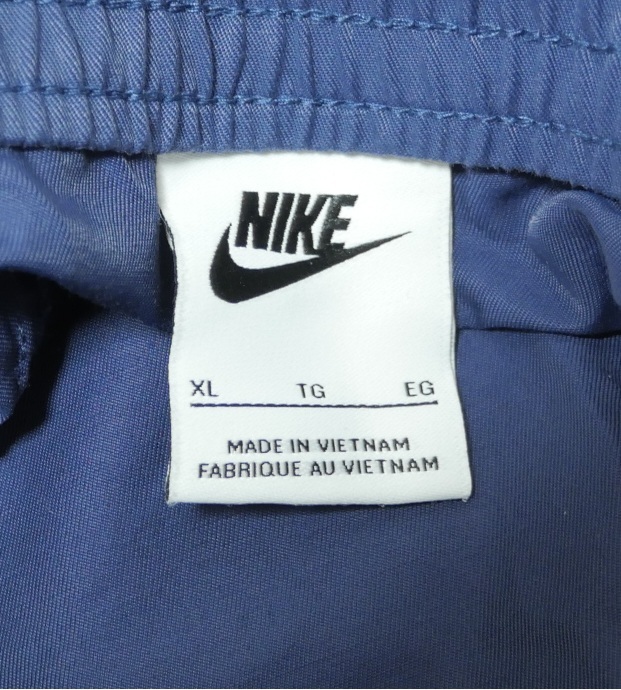 NIKE
XL TG EG
MADE IN VIETNAM
FABRIQUE AU VIETNAM